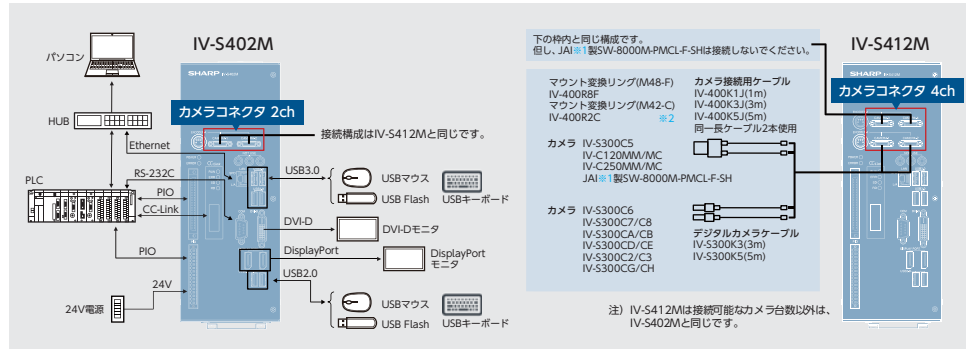 IV-S402M
パソコン
SHARP
カメラコネクタ 2ch
HUB
Ethernet
接続構成はIV-S412Mと同じです。
PLC
RS-232C
PIO
CC-Link
PIO
24V
24V電源
USB3.0
USBマウス
USB Flash
USBキーボード
DVI-D
DVI-Dモニタ
DisplayPort
DisplayPort
モニタ
USB2.0
USBマウス
USB Flash
USBキーボード
下の枠内と同じ構成です。
但し、JAI※1製SW-8000M-PMCL-F-SHは接続しないでください。
マウント変換リング(M48-F)
IV-400R8F
マウント変換リング(M42-C)
IV-400R2C ※2
カメラ接続用ケーブル
IV-400K1J(1m)
IV-400K3J(3m)
IV-400K5J(5m)
同一長ケーブル2本使用
カメラ IV-S300C5
IV-C120MM/MC
IV-C250MM/MC
JAI※1製SW-8000M-PMCL-F-SH
カメラ IV-S300C6
IV-S300C7/C8
IV-S300CA/CB
IV-S300CD/CE
IV-S300C2/C3
IV-S300CG/CH
デジタルカメラケーブル
IV-S300K3(3m)
IV-S300K5(5m)
IV-S412M
SHARP
カメラコネクタ 4ch
注）IV-S412Mは接続可能なカメラ台数以外は、
IV-S402Mと同じです。